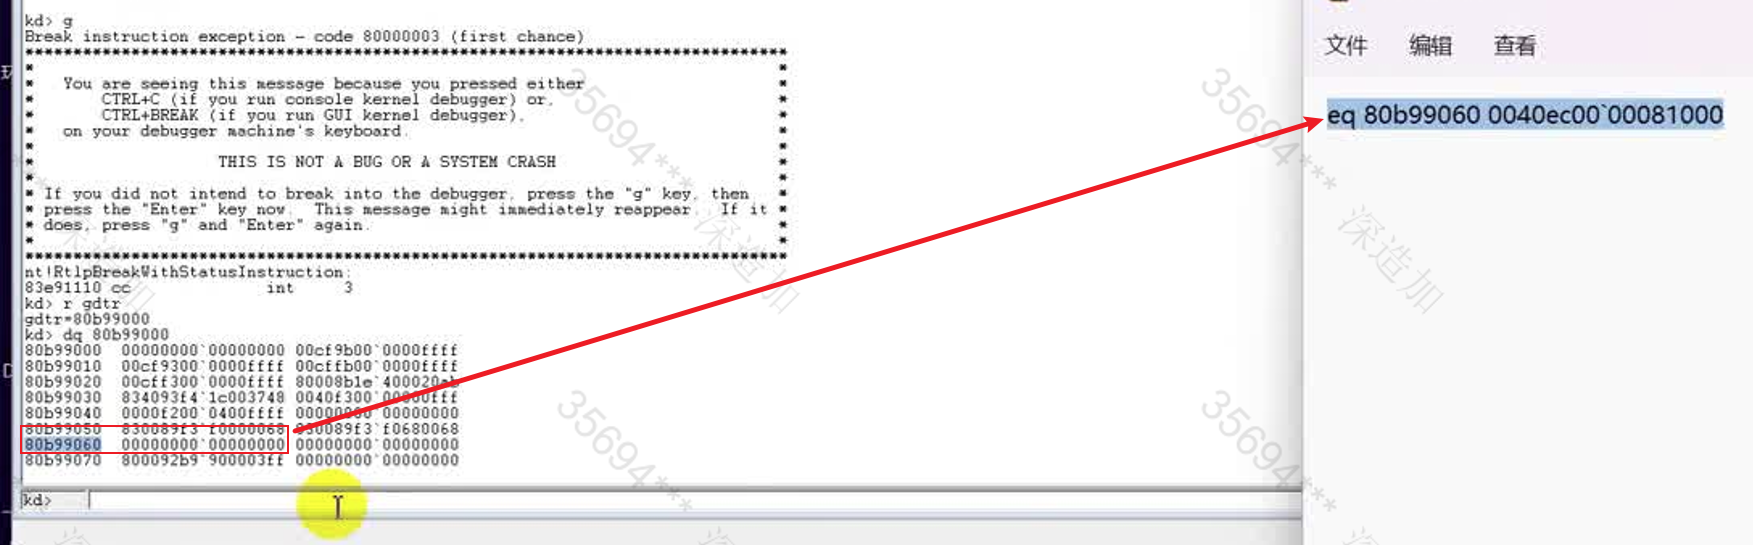 kd> g
Break instruction exception - code 80000003 (first chance)
*******************************************************************************
*                                                                             *
*   You are seeing this message because you pressed either                    *
*       CTRL+C (if you run console kernel debugger) or,                       *
*       CTRL+BREAK (if you run GUI kernel debugger),                          *
*   on your debugger machine's keyboard.                                      *
*                                                                             *
*                   THIS IS NOT A BUG OR A SYSTEM CRASH                       *
*                                                                             *
* If you did not intend to break into the debugger, press the "g" key, then   *
* press the "Enter" key now.  This message might immediately reappear.  If it *
* does, press "g" and "Enter" again.                                          *
*                                                                             *
*******************************************************************************
nt!RtlpBreakWithStatusInstruction:
83e91110 cc              int     3
kd> r gdtr
gdtr=80b99000
kd> dq 80b99000
80b99000  00000000`00000000 00cf9b00`0000ffff
80b99010  00cf9300`0000ffff 00cffb00`0000ffff
80b99020  00cff300`0000ffff 80008b1e`400020ab
80b99030  834093f4`1c003748 0040f300`00000fff
80b99040  0000f200`0400ffff 00000000`00000000
80b99050  830089f3`f0000068 830089f3`f0680068
80b99060  00000000`00000000 00000000`00000000
80b99070  800092b9`900003ff 00000000`00000000
kd>
文件 编辑 查看
eq 80b99060 0040ec00`00081000
35694***
深造加
35694***
深造加
深造加
35694***
35694***